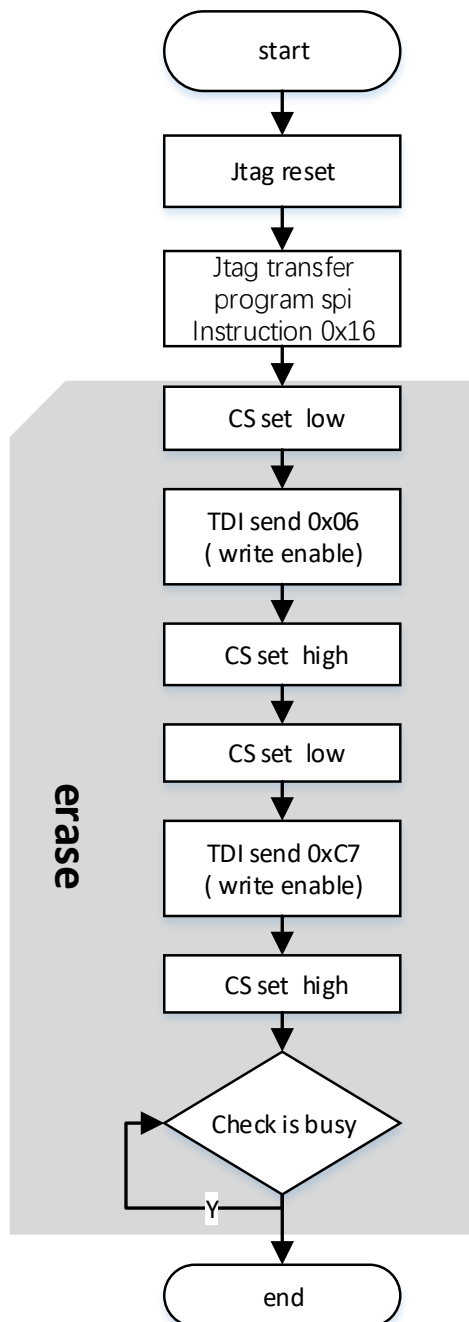 start
Jtag reset
Jtag transfer
program spi
Instruction 0x16
CS set low
TDI send 0x06
( write enable)
CS set high
CS set low
erase
TDI send 0xC7
( write enable)
CS set high
Check is busy
Y
end